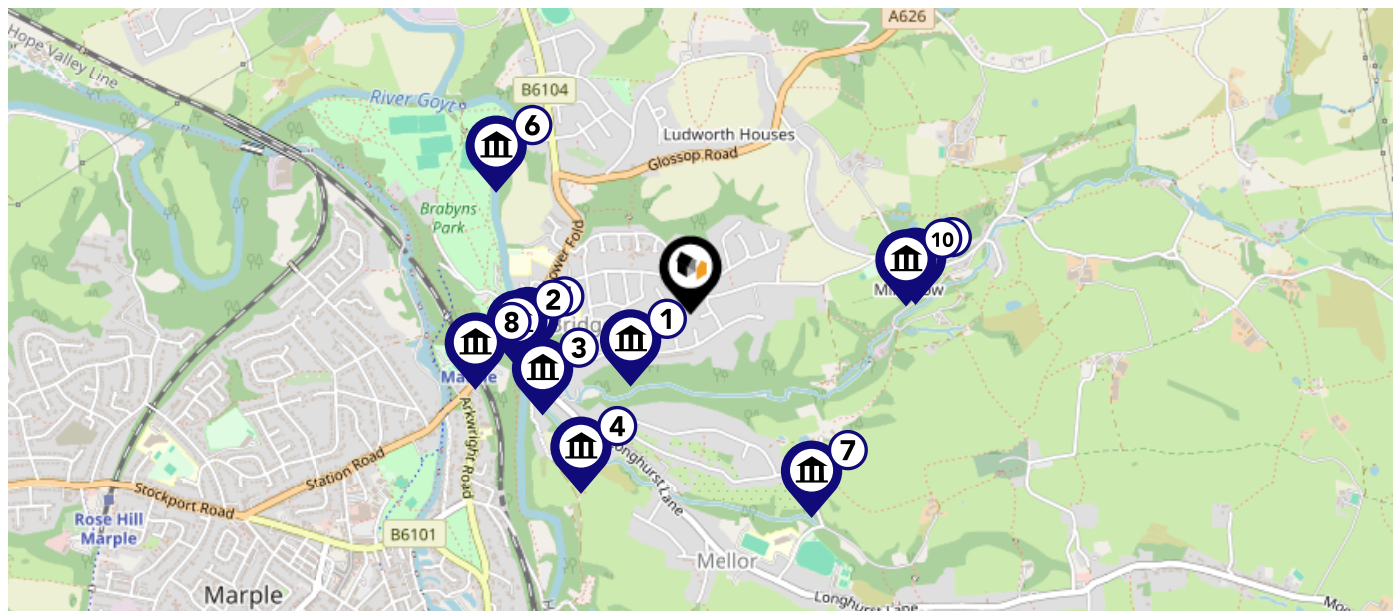 A626
Hope Valley Line
B6104
River Goyt
6
Ludworth Houses
Glossop Road
Brabyns
Park
10
2
8
1
3
Station Road
Arkwright Road
4
Longhurst Lane
7
Stockport Road
Rose Hill
Marple
B6101
Mellor
Marple
Longhurst Lane